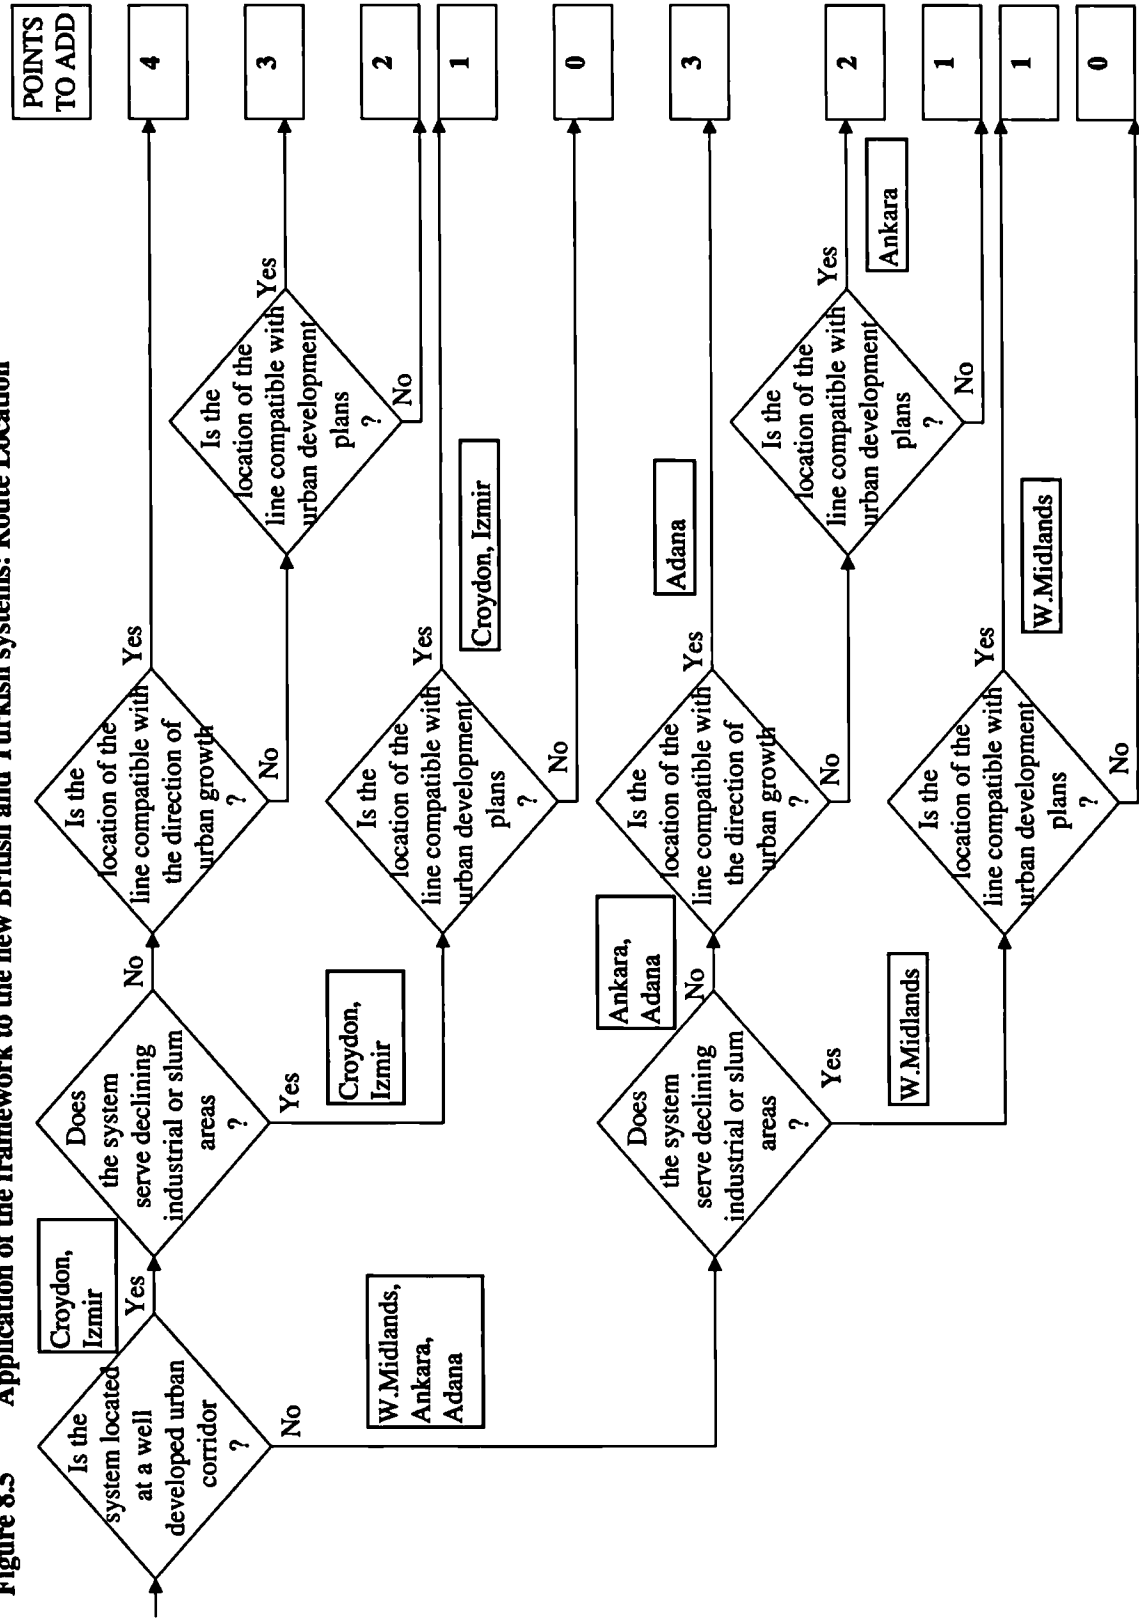 Figure 8.5 Application of the framework to the new British and Turkish systems: Route Location
POINTS
TO ADD
Is the
system located
at a well
developed urban
corridor
?
Yes
Croydon,
Izmir
No
W.Midlands,
Ankara,
Adana
Does
the system
serve declining
industrial or slum
areas
?
No
Yes
Croydon,
Izmir
Is the
location of the
line compatible with
the direction of
urban growth
?
Yes
4
No
Is the
location of the
line compatible with
urban development
plans
?
Yes
3
No
2
Is the
location of the
line compatible with
urban development
plans
?
Yes
Croydon, Izmir
1
No
0
Does
the system
serve declining
industrial or slum
areas
?
No
Ankara,
Adana
Yes
W.Midlands
Is the
location of the
line compatible with
the direction of
urban growth
?
Yes
Adana
3
No
Is the
location of the
line compatible with
urban development
plans
?
Yes
Ankara
2
No
1
Is the
location of the
line compatible with
urban development
plans
?
Yes
W.Midlands
1
No
0